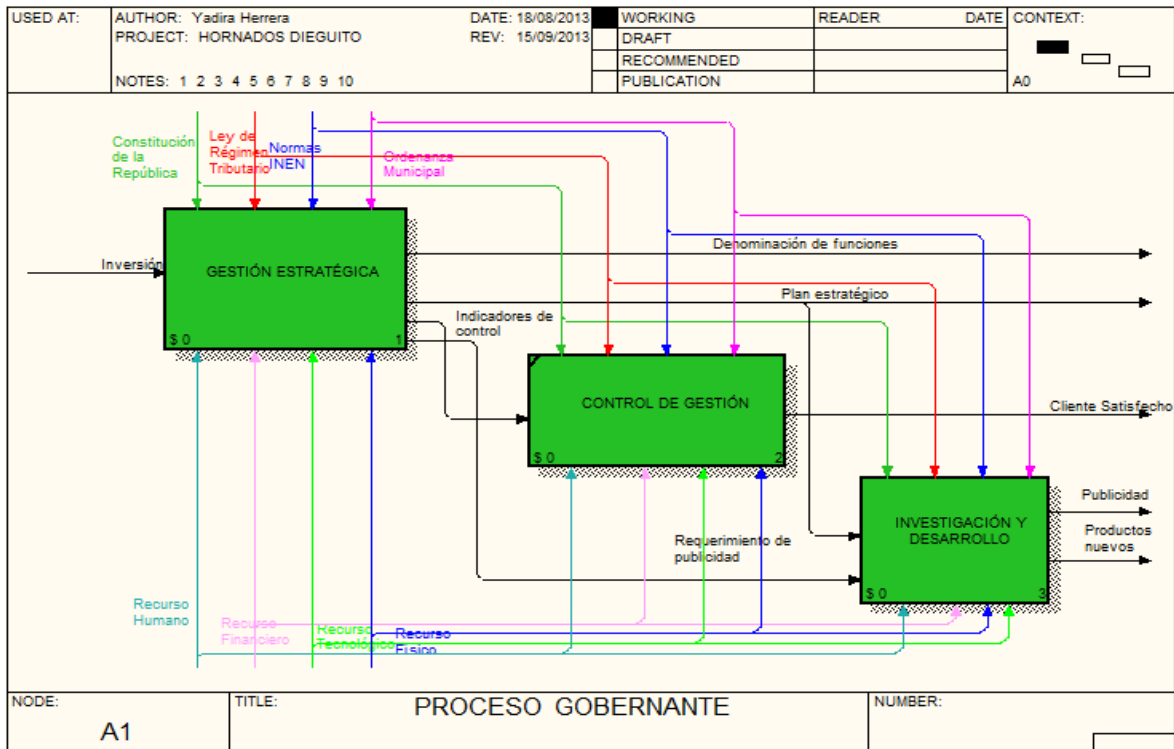 USED AT:
AUTHOR: Yadira Herrera
DATE: 18/08/2013
PROJECT: HORNADOS DIEGUITO
REV: 15/09/2013
NOTES: 1 2 3 4 5 6 7 8 9 10
WORKING
DRAFT
RECOMMENDED
PUBLICATION
READER
DATE
CONTEXT:
A0
Constitución
de la
República
Ley de
Régimen
Tributario
Normas
INEN
Ordenanza
Municipal
Inversión
GESTIÓN ESTRATÉGICA
$ 0
1
Denominación de funciones
Plan estratégico
Indicadores de
control
CONTROL DE GESTIÓN
$ 0
2
Cliente Satisfecho
INVESTIGACIÓN Y
DESARROLLO
$ 0
3
Publicidad
Productos
nuevos
Requerimiento de
publicidad
Recurso
Humano
Recurso
Financiero
Recurso
Tecnológico
Recurso
Físico
NODE:
A1
TITLE:
PROCESO GOBERNANTE
NUMBER: